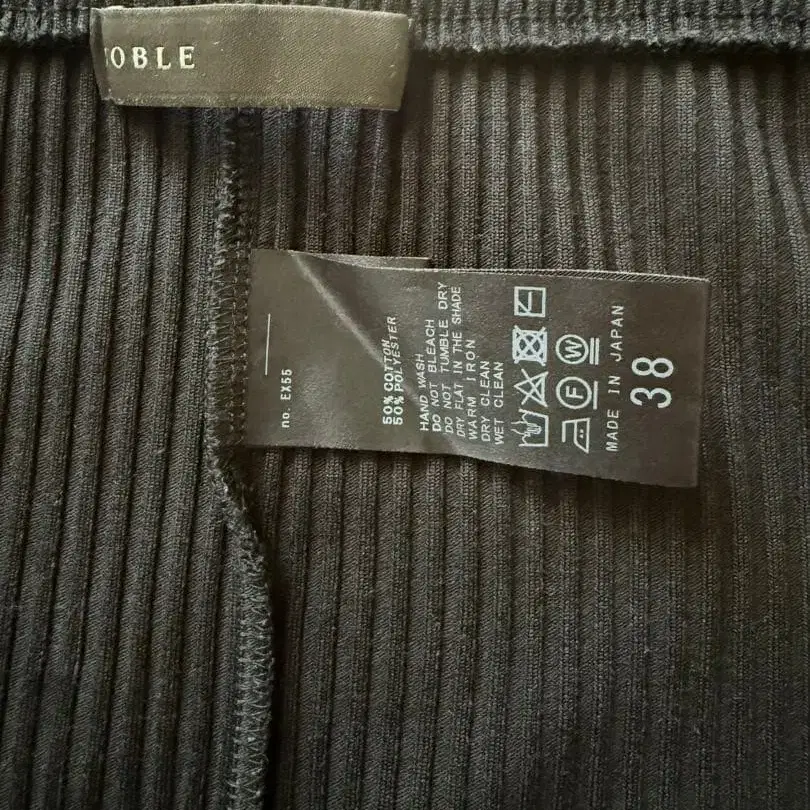 NOBLE
no. EX55
50% COTTON
50% POLYESTER
HAND WASH
DO NOT BLEACH
DO NOT TUMBLE DRY
DRY FLAT IN THE SHADE
WARM IRON
DRY CLEAN
WET CLEAN
F W
MADE IN JAPAN
38